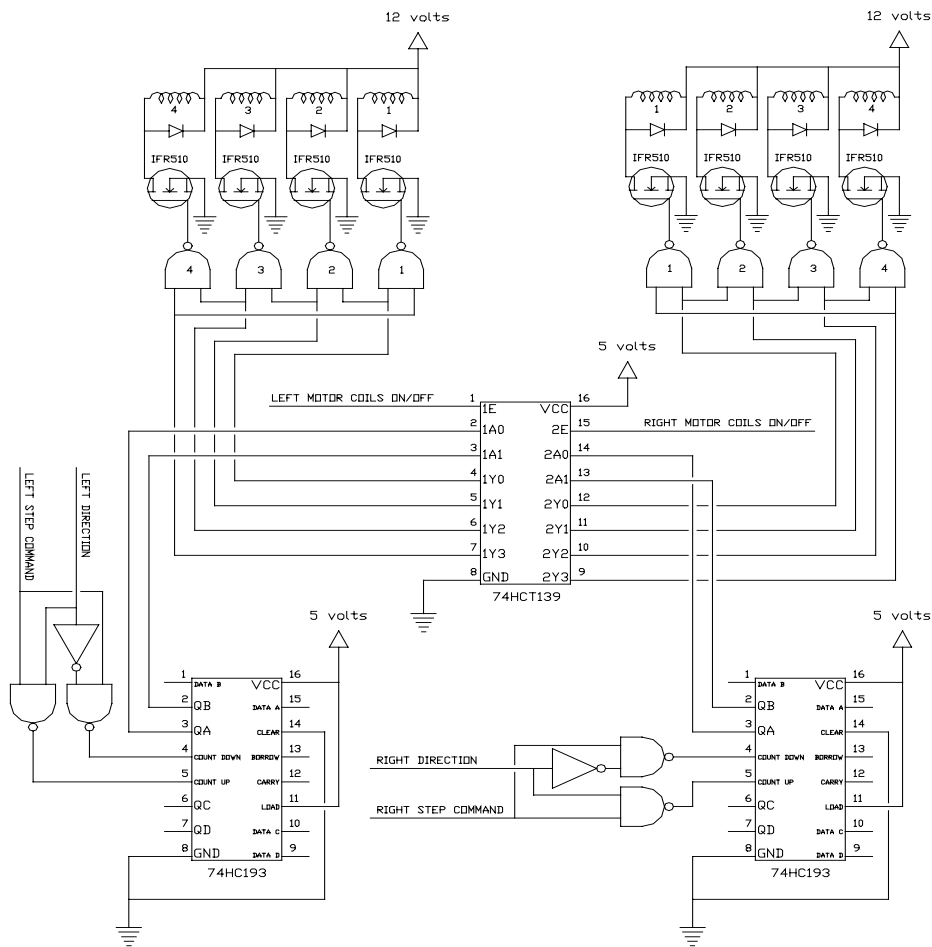 12 volts
12 volts
4 3 2 1
1 2 3 4
IFR510 IFR510 IFR510 IFR510
IFR510 IFR510 IFR510 IFR510
4 3 2 1
1 2 3 4
5 volts
LEFT MOTOR COILS ON/OFF
RIGHT MOTOR COILS ON/OFF
1 1E VCC 16
2 1A0 2E 15
3 1A1 2A0 14
4 1Y0 2A1 13
5 1Y1 2Y0 12
6 1Y2 2Y1 11
7 1Y3 2Y2 10
8 GND 2Y3 9
74HCT139
LEFT STEP COMMAND
LEFT DIRECTION
5 volts
1 DATA B VCC 16
2 QB DATA A 15
3 QA CLEAR 14
4 COUNT DOWN BORROW 13
5 COUNT UP CARRY 12
6 QC LOAD 11
7 QD DATA C 10
8 GND DATA D 9
74HC193
RIGHT DIRECTION
RIGHT STEP COMMAND
5 volts
1 DATA B VCC 16
2 QB DATA A 15
3 QA CLEAR 14
4 COUNT DOWN BORROW 13
5 COUNT UP CARRY 12
6 QC LOAD 11
7 QD DATA C 10
8 GND DATA D 9
74HC193